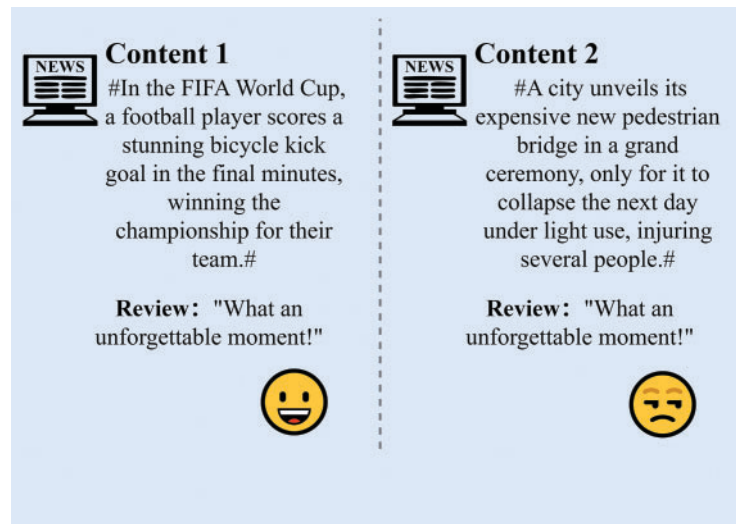 NEWS
Content 1
#In the FIFA World Cup,
a football player scores a
stunning bicycle kick
goal in the final minutes,
winning the
championship for their
team.#
Review: "What an
unforgettable moment!"
NEWS
Content 2
#A city unveils its
expensive new pedestrian
bridge in a grand
ceremony, only for it to
collapse the next day
under light use, injuring
several people.#
Review: "What an
unforgettable moment!"